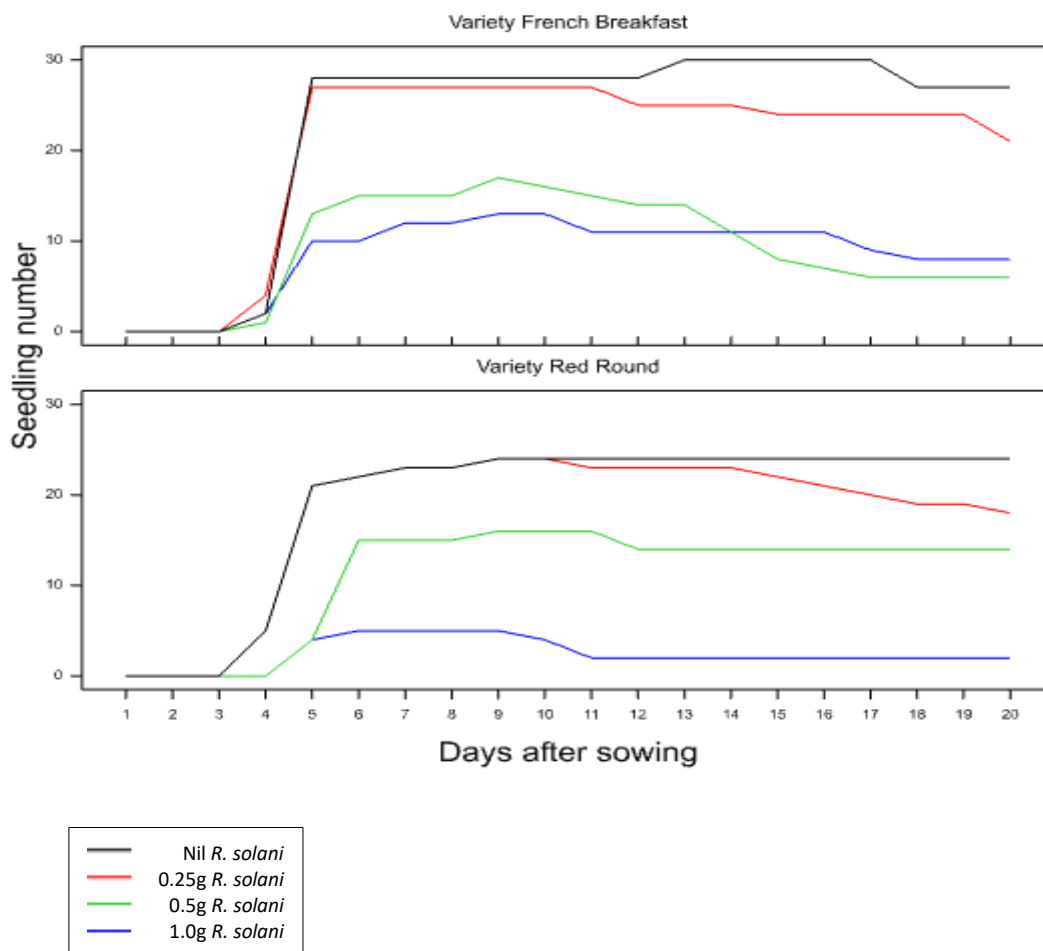 Variety French Breakfast
30
20
10
0
Seedling number
Variety Red Round
30
20
10
0
1 2 3 4 5 6 7 8 9 10 11 12 13 14 15 16 17 18 19 20
Days after sowing
Nil R. solani
0.25g R. solani
0.5g R. solani
1.0g R. solani